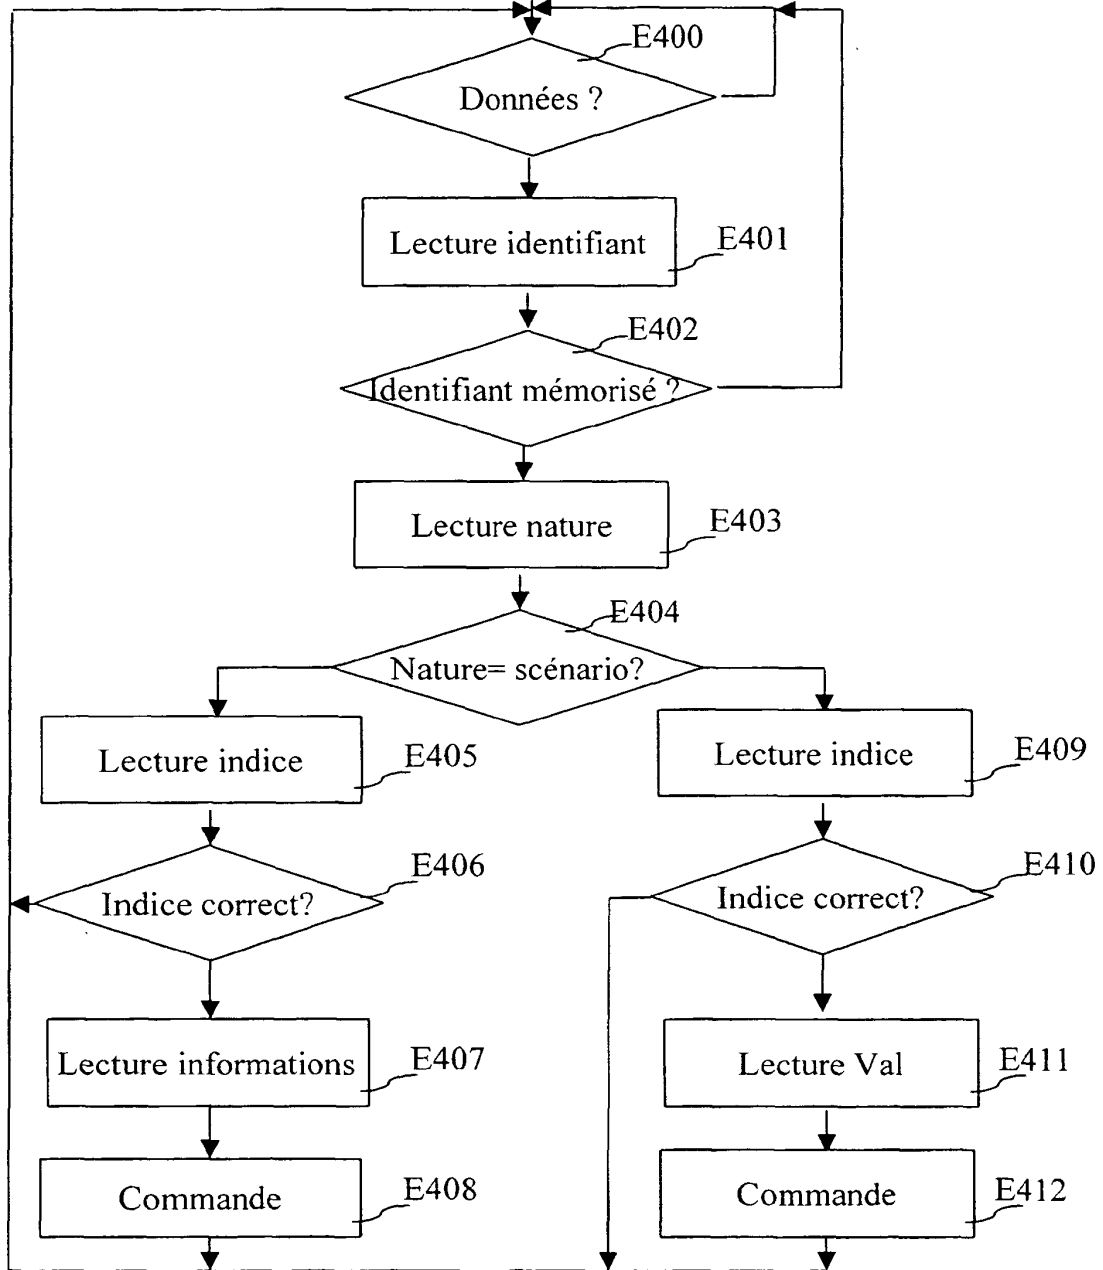 E400
Données ?
Lecture identifiant
E401
E402
Identifiant mémorisé ?
Lecture nature
E403
E404
Nature= scénario?
Lecture indice
E405
Lecture indice
E409
Indice correct?
E406
Indice correct?
E410
Lecture informations
E407
Lecture Val
E411
Commande
E408
Commande
E412